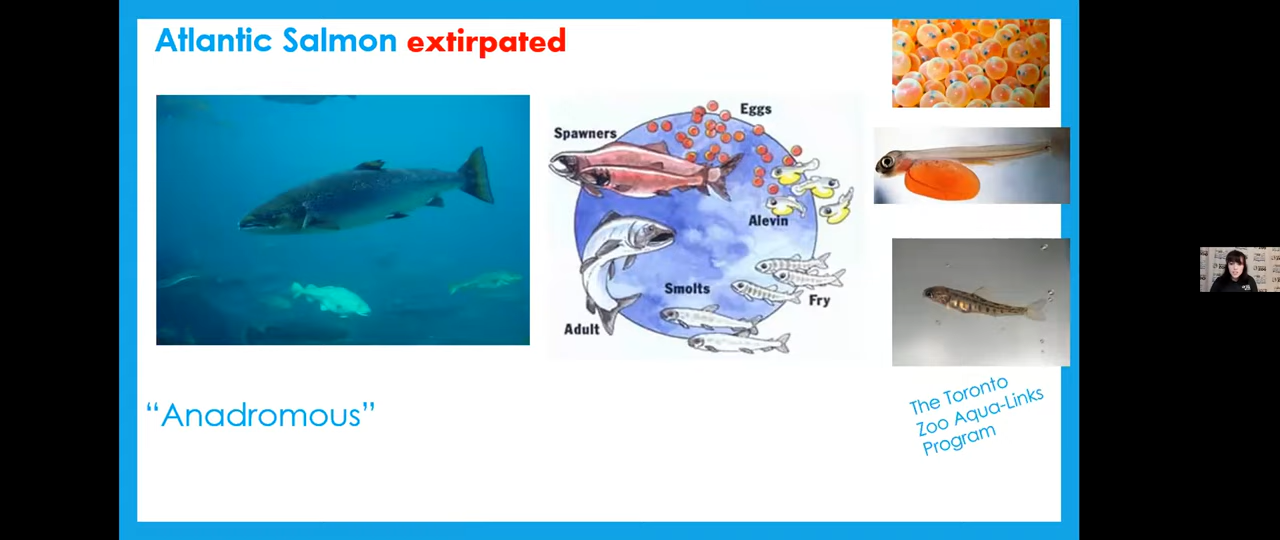 Atlantic Salmon extirpated
Eggs
Spawners
Alevin
Smolts
Fry
Adult
“Anadromous”
The Toronto
Zoo Aqua-Links
Program